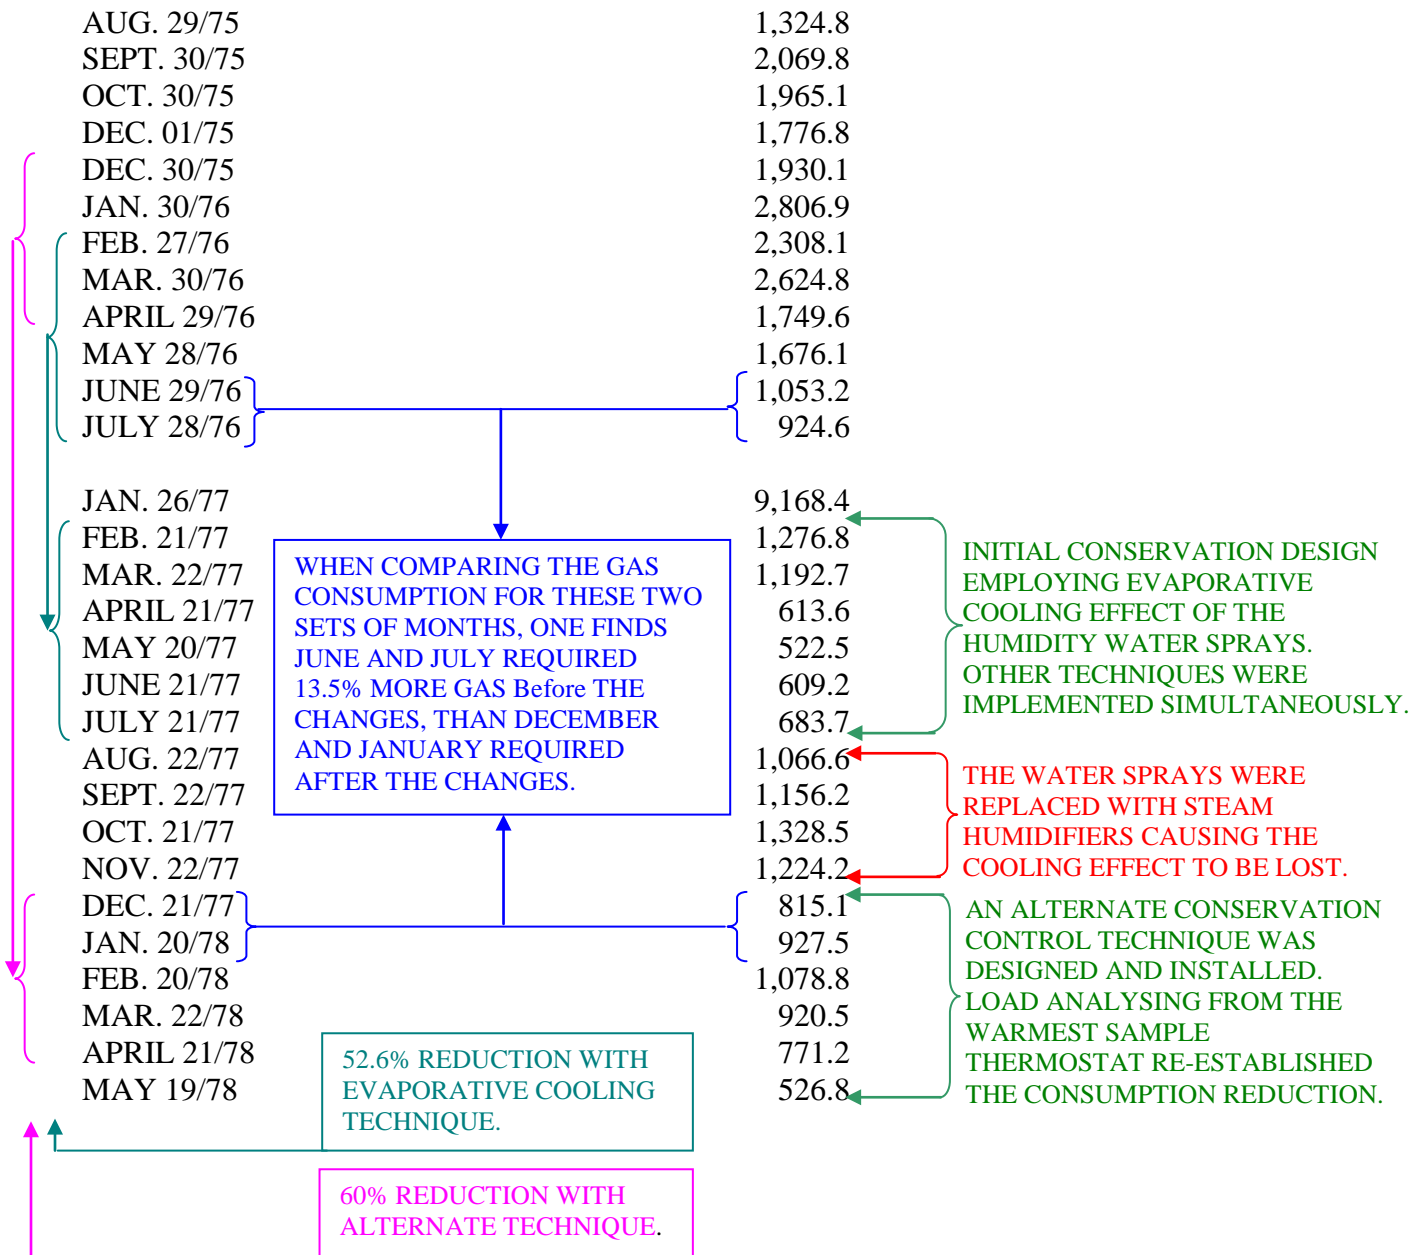 AUG. 29/75 1,324.8
SEPT. 30/75 2,069.8
OCT. 30/75 1,965.1
DEC. 01/75 1,776.8
DEC. 30/75 1,930.1
JAN. 30/76 2,806.9
FEB. 27/76 2,308.1
MAR. 30/76 2,624.8
APRIL 29/76 1,749.6
MAY 28/76 1,676.1
JUNE 29/76 1,053.2
JULY 28/76 924.6
JAN. 26/77 9,168.4
FEB. 21/77 1,276.8
MAR. 22/77 1,192.7
APRIL 21/77 613.6
MAY 20/77 522.5
JUNE 21/77 609.2
JULY 21/77 683.7
AUG. 22/77 1,066.6
SEPT. 22/77 1,156.2
OCT. 21/77 1,328.5
NOV. 22/77 1,224.2
DEC. 21/77 815.1
JAN. 20/78 927.5
FEB. 20/78 1,078.8
MAR. 22/78 920.5
APRIL 21/78 771.2
MAY 19/78 526.8
WHEN COMPARING THE GAS
CONSUMPTION FOR THESE TWO
SETS OF MONTHS, ONE FINDS
JUNE AND JULY REQUIRED
13.5% MORE GAS Before THE
CHANGES, THAN DECEMBER
AND JANUARY REQUIRED
AFTER THE CHANGES.
INITIAL CONSERVATION DESIGN
EMPLOYING EVAPORATIVE
COOLING EFFECT OF THE
HUMIDITY WATER SPRAYS.
OTHER TECHNIQUES WERE
IMPLEMENTED SIMULTANEOUSLY.
THE WATER SPRAYS WERE
REPLACED WITH STEAM
HUMIDIFIERS CAUSING THE
COOLING EFFECT TO BE LOST.
AN ALTERNATE CONSERVATION
CONTROL TECHNIQUE WAS
DESIGNED AND INSTALLED.
LOAD ANALYSING FROM THE
WARMEST SAMPLE
THERMOSTAT RE-ESTABLISHED
THE CONSUMPTION REDUCTION.
52.6% REDUCTION WITH
EVAPORATIVE COOLING
TECHNIQUE.
60% REDUCTION WITH
ALTERNATE TECHNIQUE.